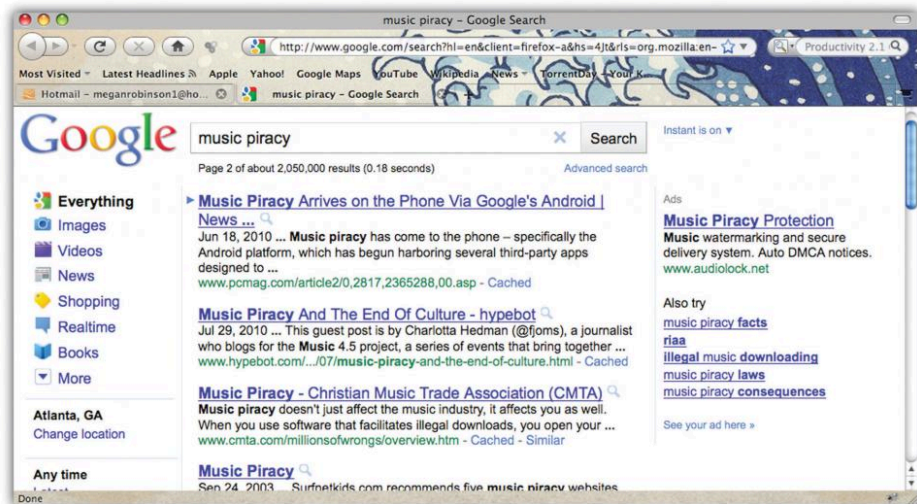 music piracy – Google Search
http://www.google.com/search?hl=en&client=firefox-a&hs=4Jt&rls=org.mozilla:en-
Productivity 2.1
Most Visited Latest Headlines Apple Yahoo! Google Maps YouTube Wikipedia News TorrentDay – Your K...
Hotmail – meganrobinson1@ho... music piracy – Google Search
Google
music piracy
Search
Instant is on ▼
Page 2 of about 2,050,000 results (0.18 seconds)
Advanced search
Everything
Images
Videos
News
Shopping
Realtime
Books
More
Atlanta, GA
Change location
Any time
Music Piracy Arrives on the Phone Via Google's Android |
News ...
Jun 18, 2010 ... Music piracy has come to the phone – specifically the
Android platform, which has begun harboring several third-party apps
designed to ...
www.pcmag.com/article2/0,2817,2365288,00.asp - Cached
Music Piracy And The End Of Culture - hypebot
Jul 29, 2010 ... This guest post is by Charlotta Hedman (@fjoms), a journalist
who blogs for the Music 4.5 project, a series of events that bring together ...
www.hypebot.com/.../07/music-piracy-and-the-end-of-culture.html - Cached
Music Piracy - Christian Music Trade Association (CMTA)
Music piracy doesn't just affect the music industry, it affects you as well.
When you use software that facilitates illegal downloads, you open your ...
www.cmta.com/millionsofwrongs/overview.htm - Cached - Similar
Music Piracy
Sep 24, 2003 ... Surfnetkids.com recommends five music piracy websites
Ads
Music Piracy Protection
Music watermarking and secure
delivery system. Auto DMCA notices.
www.audiolock.net
Also try
music piracy facts
riaa
illegal music downloading
music piracy laws
music piracy consequences
See your ad here »
Done